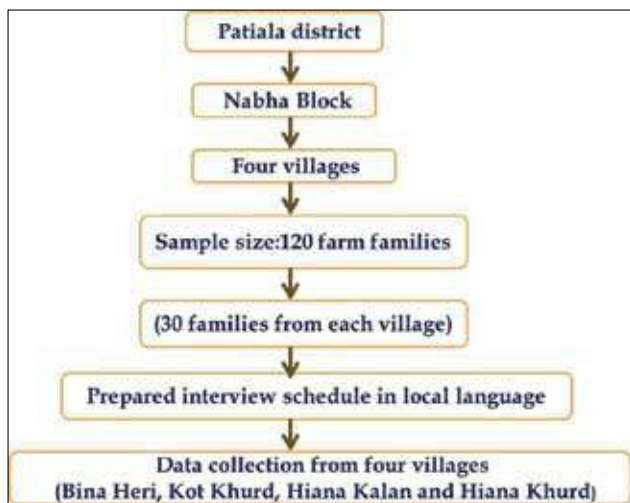 Patiala district
Nabha Block
Four villages
Sample size:120 farm families
(30 families from each village)
Prepared interview schedule in local language
Data collection from four villages
(Bina Heri, Kot Khurd, Hiana Kalan and Hiana Khurd)